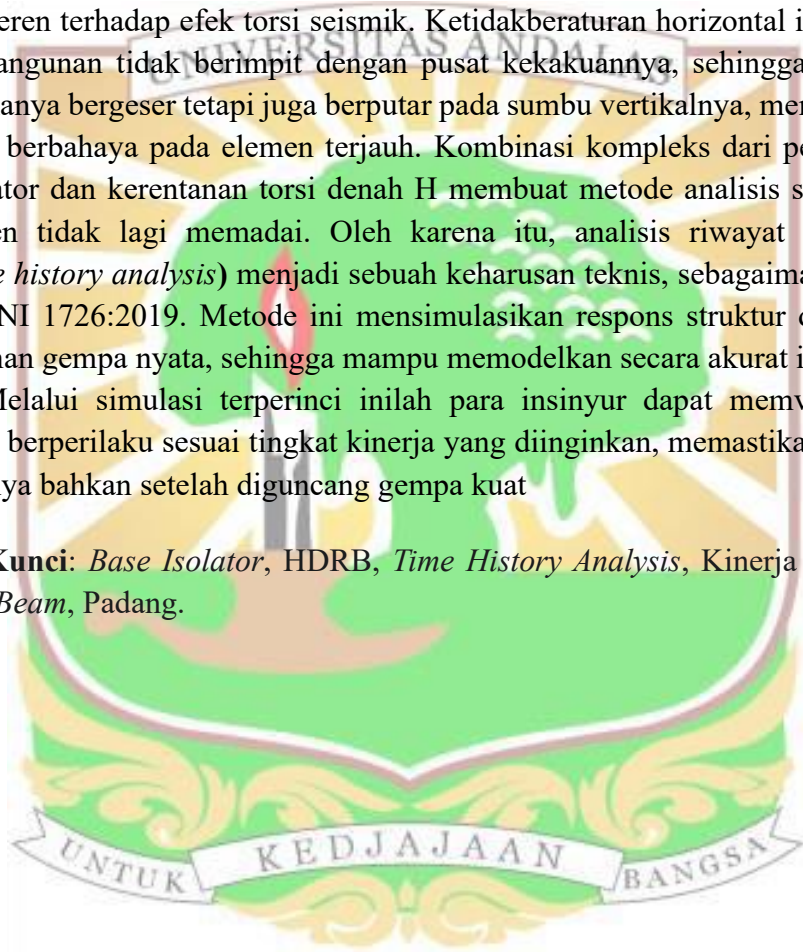 eren terhadap efek torsi seismik. Ketidakberaturan horizontal i
angunan tidak berimpit dengan pusat kekakuannya, sehingga
anya bergeser tetapi juga berputar pada sumbu vertikalnya, mer
berbahaya pada elemen terjauh. Kombinasi kompleks dari pe
ator dan kerentanan torsi denah H membuat metode analisis s
en tidak lagi memadai. Oleh karena itu, analisis riwayat
e history analysis) menjadi sebuah keharusan teknis, sebagaima
NI 1726:2019. Metode ini mensimulasikan respons struktur
nan gempa nyata, sehingga mampu memodelkan secara akurat i
Melalui simulasi terperinci inilah para insinyur dapat memv
berperilaku sesuai tingkat kinerja yang diinginkan, memastika
ya bahkan setelah diguncang gempa kuat
Kunci: Base Isolator, HDRB, Time History Analysis, Kinerja
Beam, Padang.
UNIVERSITAS ANDALAS
UNTUK KEDJAJAAN BANGSA